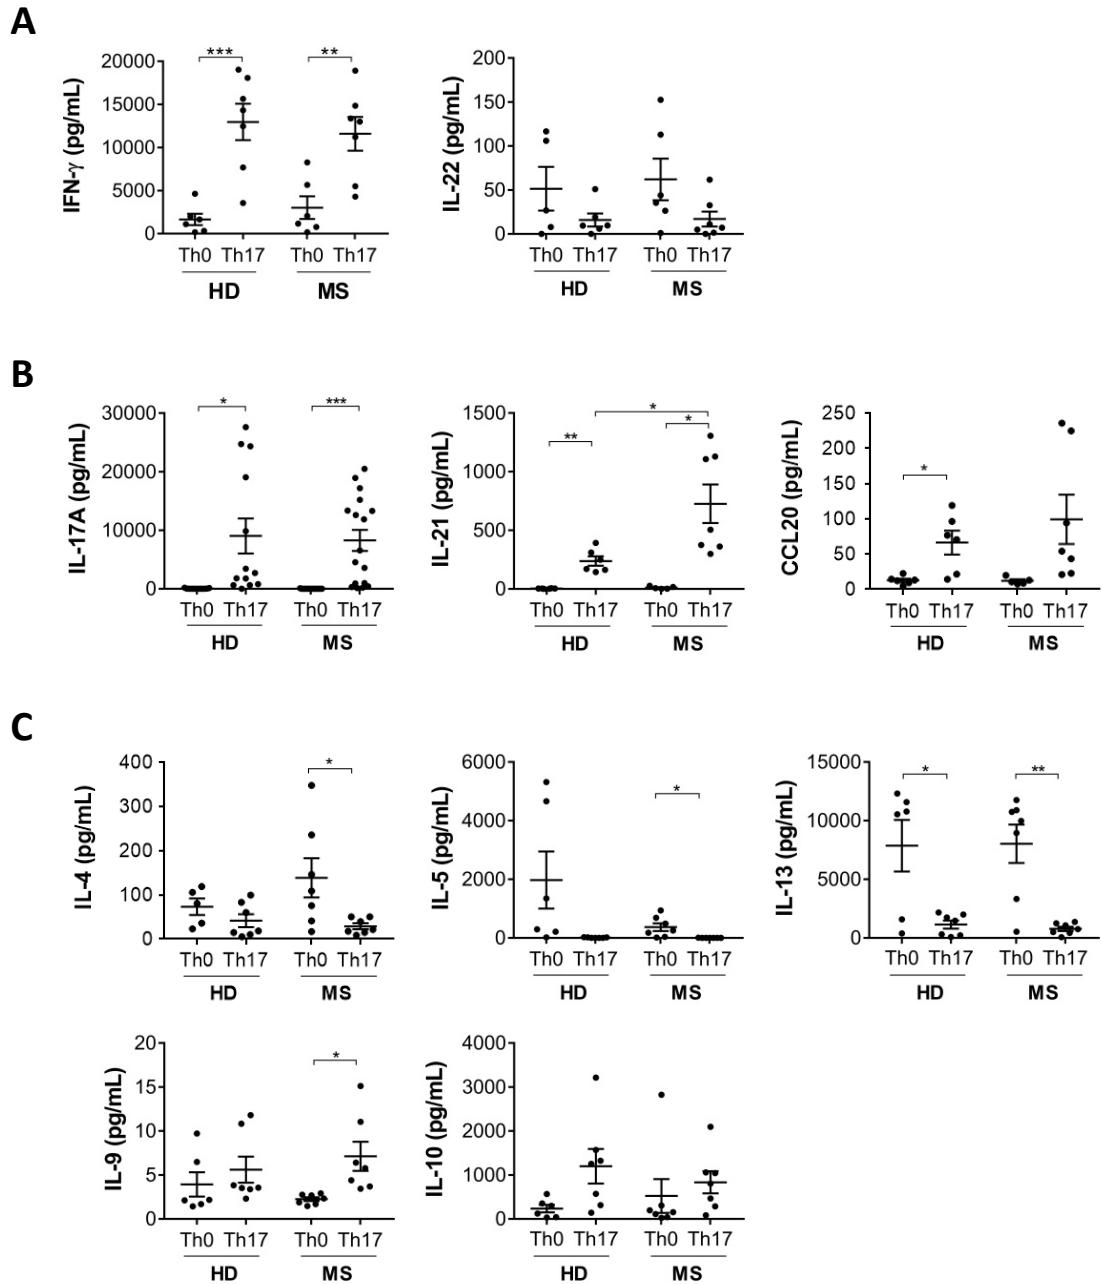 A
IFN-γ (pg/mL)
20000
15000
10000
5000
0
***
**
Th0 Th17 Th0 Th17
HD MS
IL-22 (pg/mL)
200
150
100
50
0
Th0 Th17 Th0 Th17
HD MS
B
IL-17A (pg/mL)
30000
20000
10000
0
*
***
Th0 Th17 Th0 Th17
HD MS
IL-21 (pg/mL)
1500
1000
500
0
*
*
**
Th0 Th17 Th0 Th17
HD MS
CCL20 (pg/mL)
250
200
150
100
50
0
*
Th0 Th17 Th0 Th17
HD MS
C
IL-4 (pg/mL)
400
300
200
100
0
*
Th0 Th17 Th0 Th17
HD MS
IL-5 (pg/mL)
6000
4000
2000
0
*
Th0 Th17 Th0 Th17
HD MS
IL-13 (pg/mL)
15000
10000
5000
0
*
**
Th0 Th17 Th0 Th17
HD MS
IL-9 (pg/mL)
20
15
10
5
0
*
Th0 Th17 Th0 Th17
HD MS
IL-10 (pg/mL)
4000
3000
2000
1000
0
Th0 Th17 Th0 Th17
HD MS